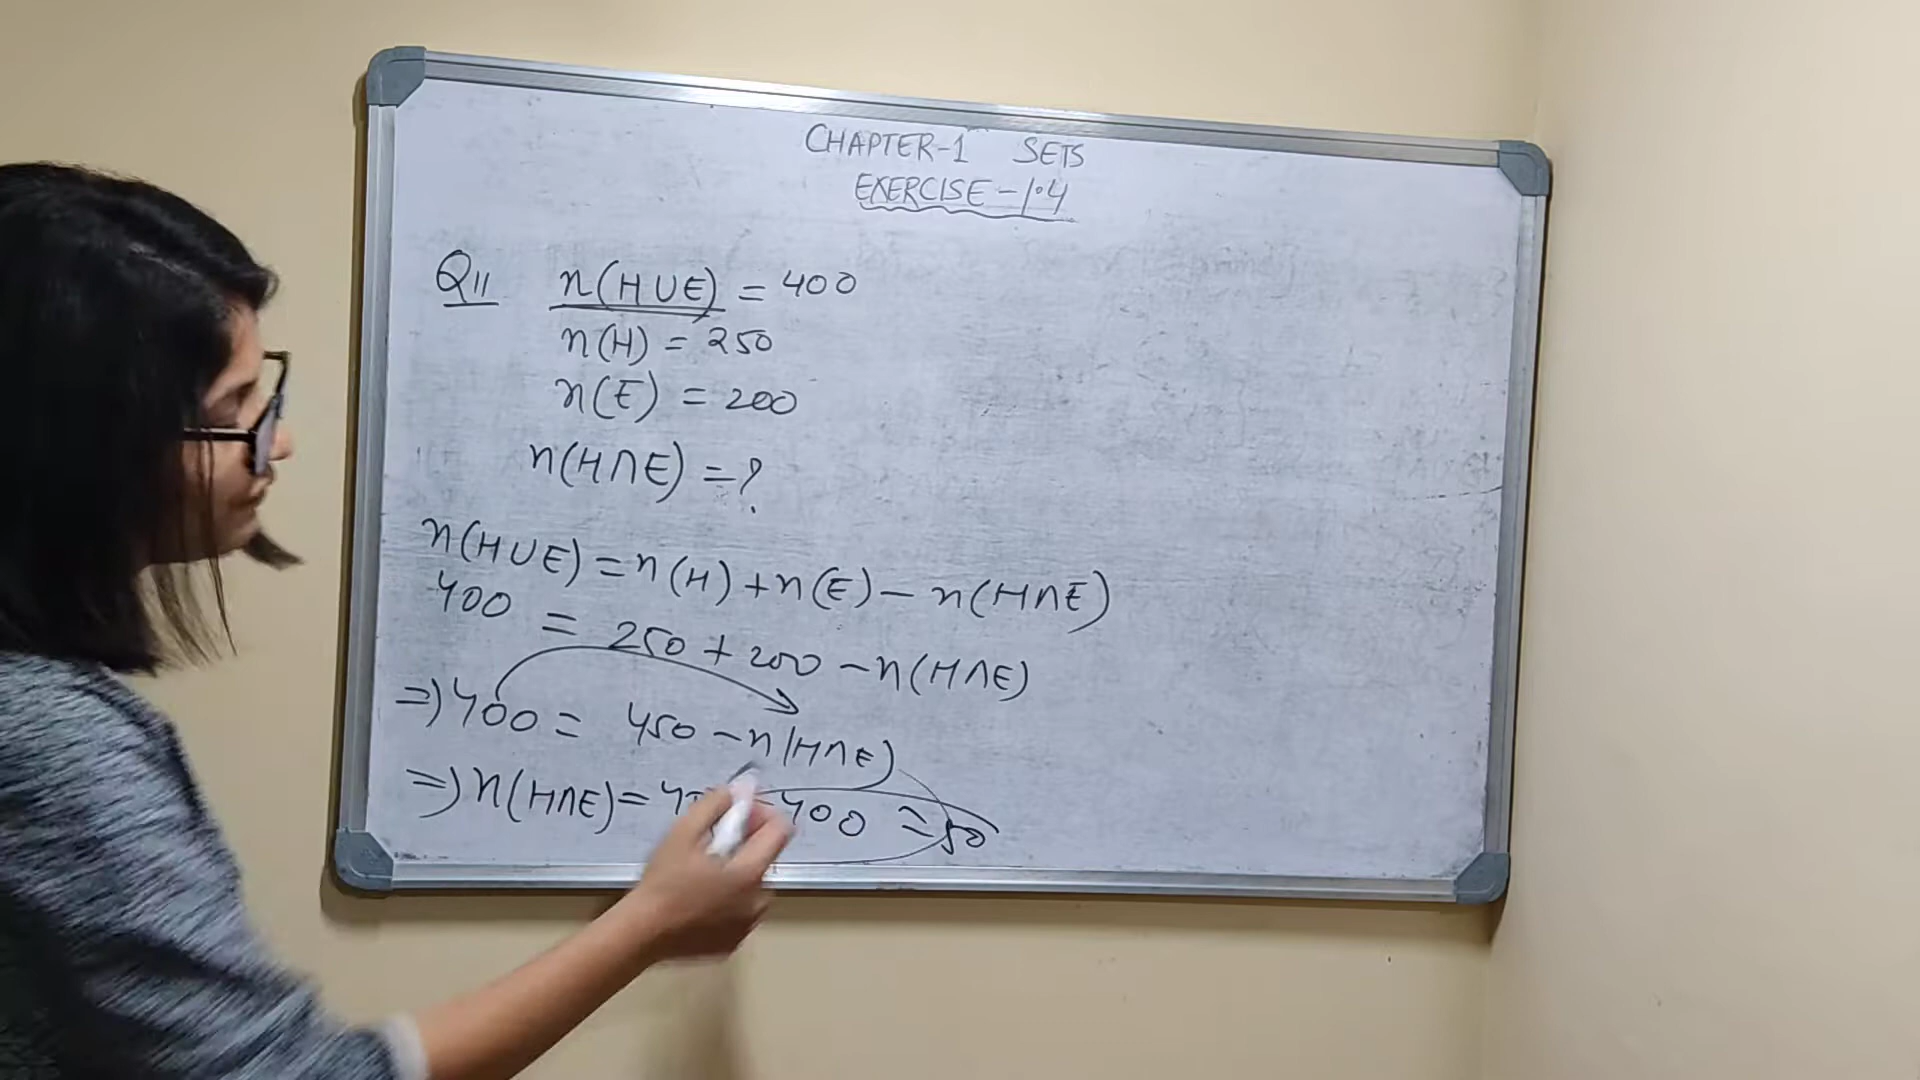 CHAPTER-1 SETS
EXERCISE-1.4
Q11 n(H∪E) = 400
n(H) = 250
n(E) = 200
n(H∩E) = ?
n(H∪E) = n(H) + n(E) - n(H∩E)
400 = 250 + 200 - n(H∩E)
⇒ 400 = 450 - n(H∩E)
⇒ n(H∩E) = 400 = 50